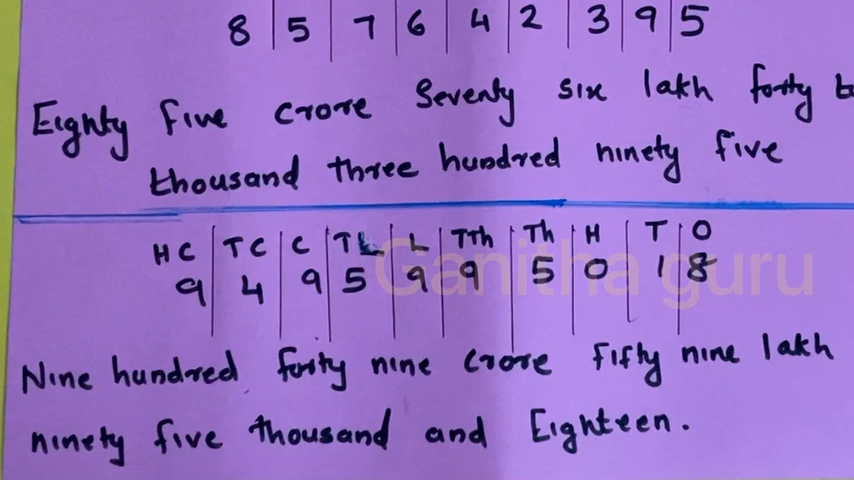 8 | 5 | 7 | 6 | 4 | 2 | 3 | 9 | 5
Eighty five crore Seventy six lakh forty
thousand three hundred ninety five
HC | TC | C | TL | L | TTh | Th | H | T | O
9 | 4 | 9 | 5 | 9 | 9 | 5 | 0 | 1 | 8
Ganitha guru
Nine hundred forty nine crore Fifty nine lakh
ninety five thousand and Eighteen.